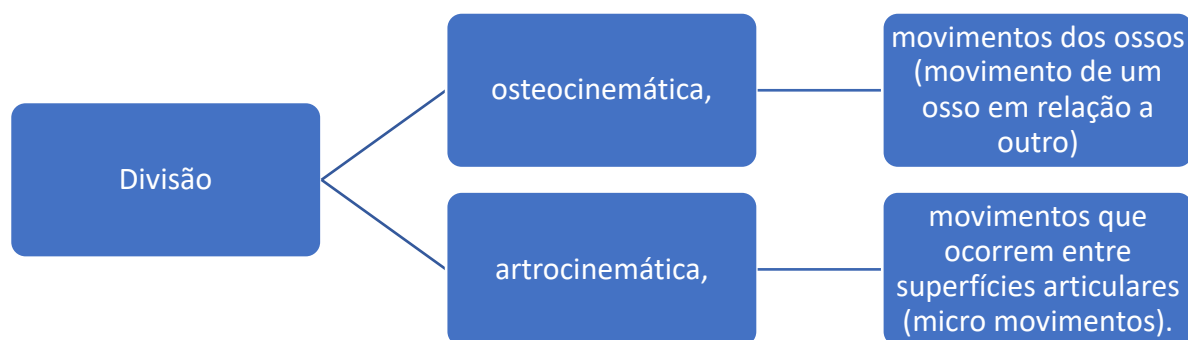 Divisão
osteocinemática,
movimentos dos ossos
(movimento de um
osso em relação a
outro)
artrocinemática,
movimentos que
ocorrem entre
superfícies articulares
(micro movimentos).